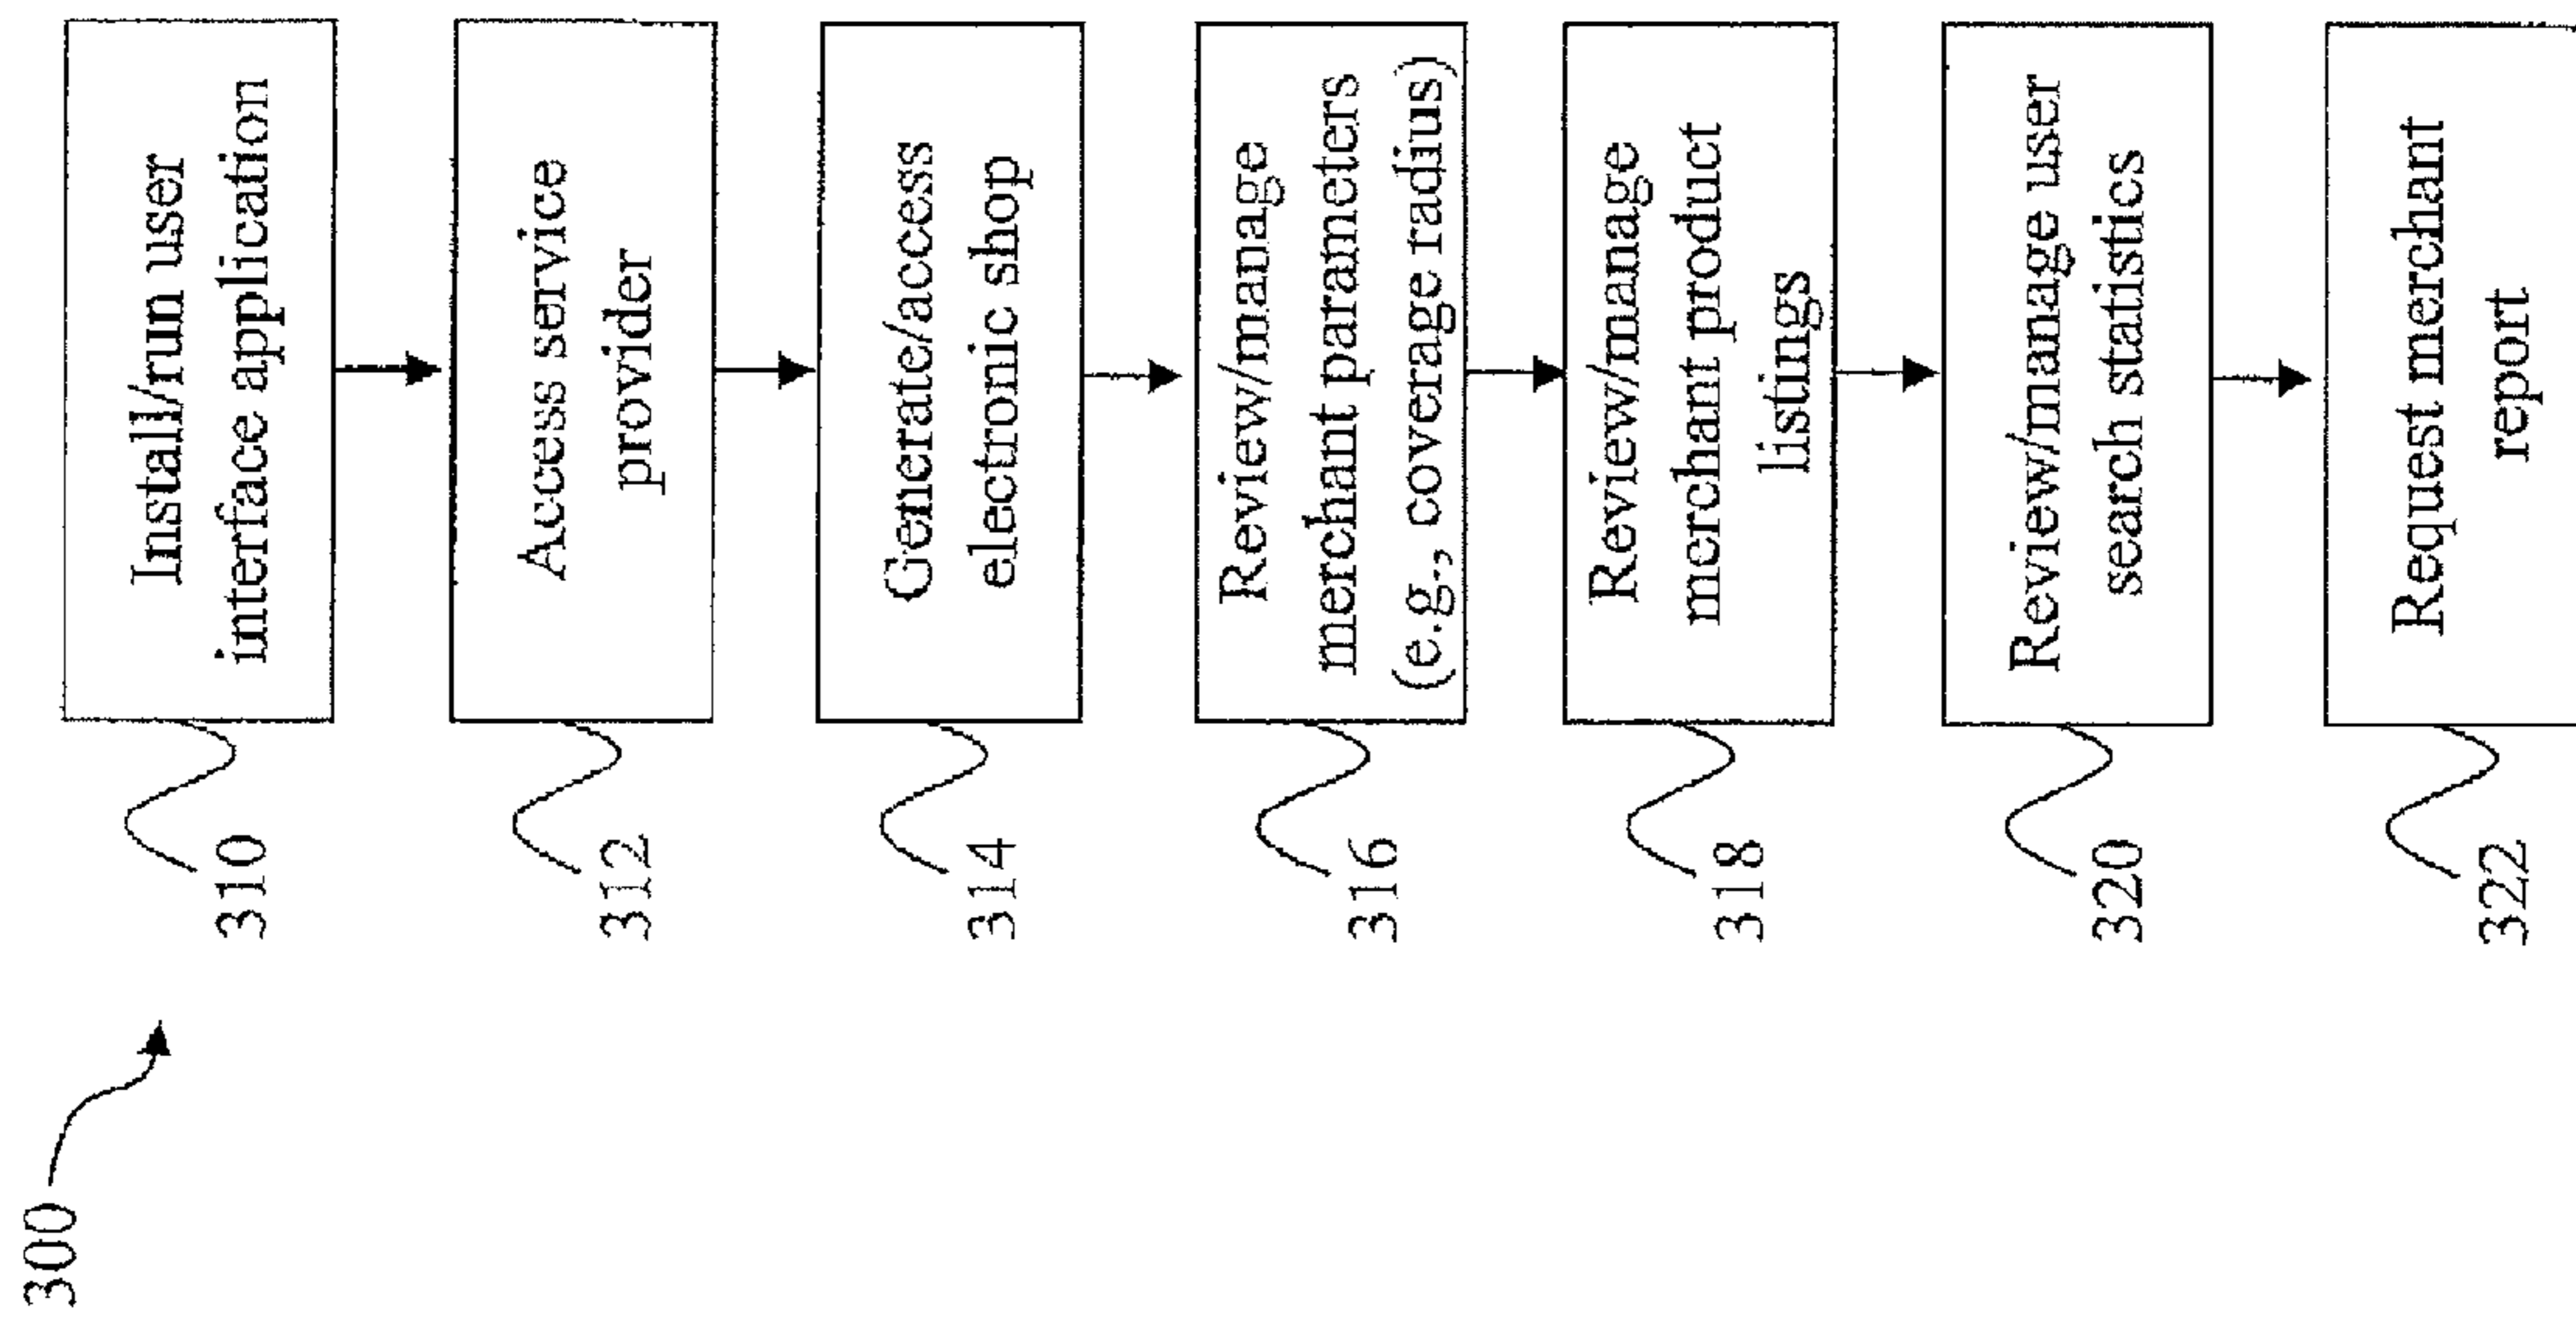 300
310
Install/run user
interface application
312
Access service
provider
314
Generate/access
electronic shop
316
Review/manage
merchant parameters
(e.g., coverage radius)
318
Review/manage
merchant product
listings
320
Review/manage user
search statistics
322
Request merchant
report